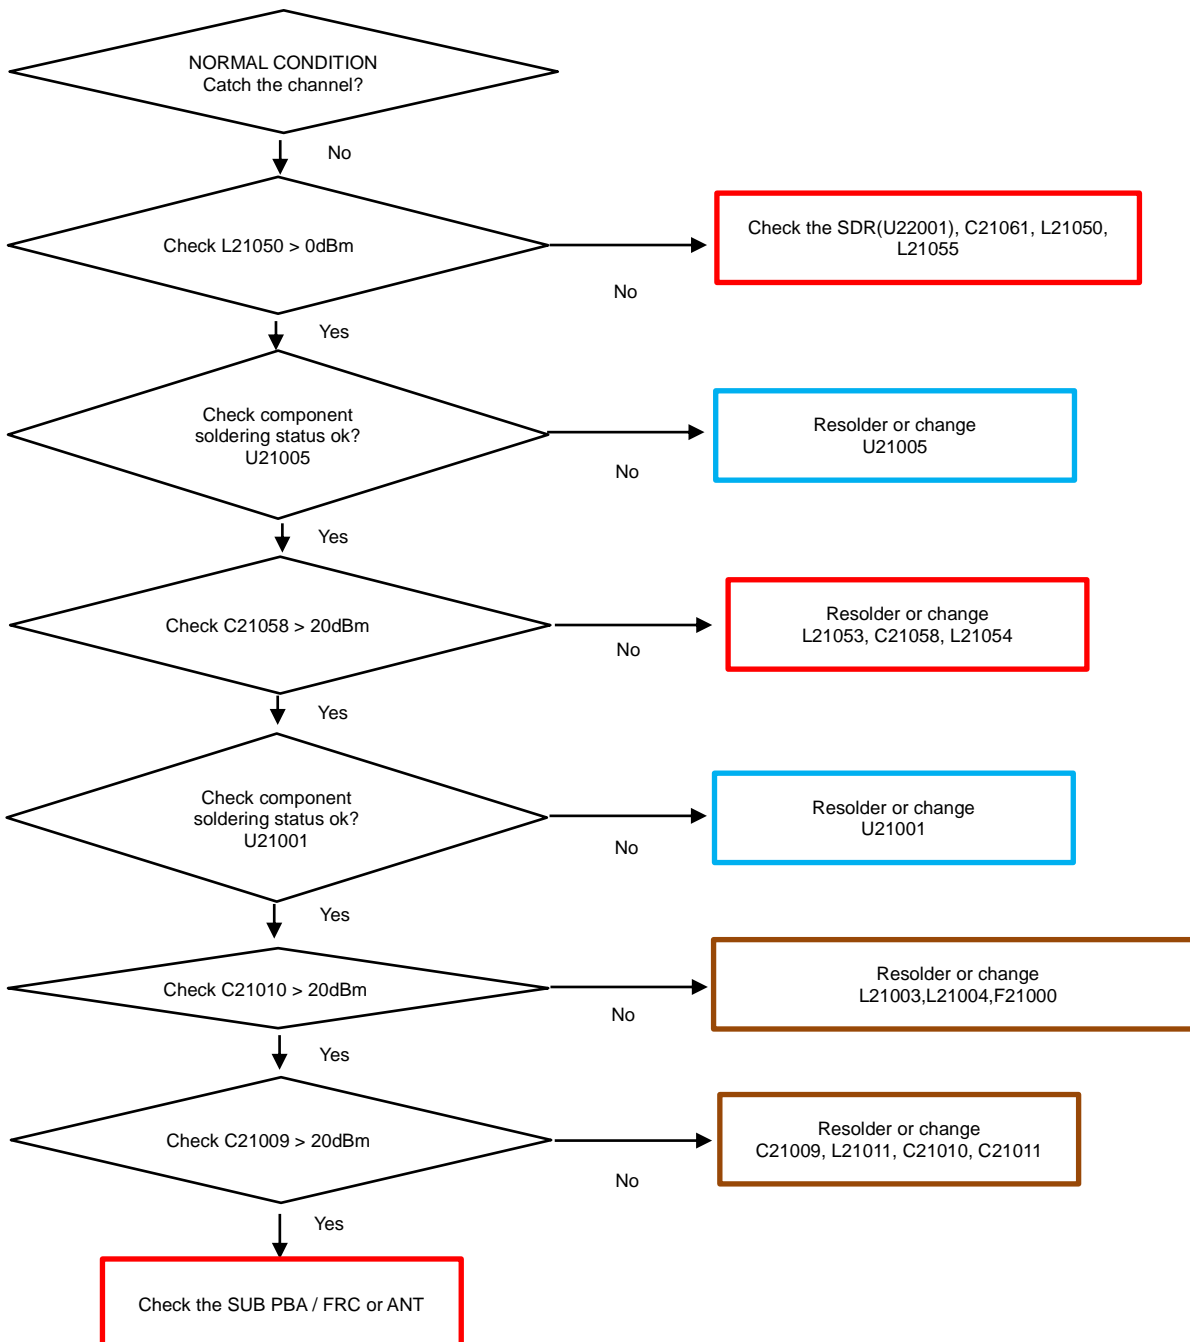 NORMAL CONDITION
Catch the channel?
No
Check L21050 > 0dBm
Check the SDR(U22001), C21061, L21050,
L21055
No
Yes
Check component
soldering status ok?
U21005
Resolder or change
U21005
No
Yes
Check C21058 > 20dBm
Resolder or change
L21053, C21058, L21054
No
Yes
Check component
soldering status ok?
U21001
Resolder or change
U21001
No
Yes
Check C21010 > 20dBm
Resolder or change
L21003,L21004,F21000
No
Yes
Check C21009 > 20dBm
Resolder or change
C21009, L21011, C21010, C21011
No
Yes
Check the SUB PBA / FRC or ANT